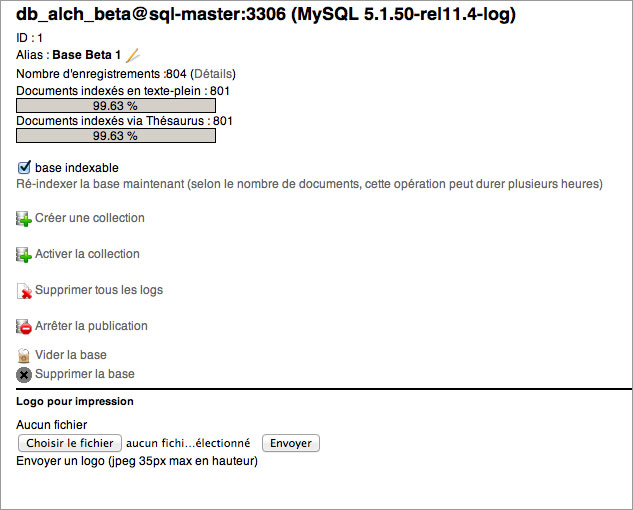 db_alch_beta@sql-master:3306 (MySQL 5.1.50-rel11.4-log)
ID : 1
Alias : Base Beta 1
Nombre d'enregistrements :804 (Détails)
Documents indexés en texte-plein : 801
99.63 %
Documents indexés via Thésaurus : 801
99.63 %
base indexable
Ré-indexer la base maintenant (selon le nombre de documents, cette opération peut durer plusieurs heures)
Créer une collection
Activer la collection
Supprimer tous les logs
Arrêter la publication
Vider la base
Supprimer la base
Logo pour impression
Aucun fichier
Choisir le fichier aucun fichi...électionné Envoyer
Envoyer un logo (jpeg 35px max en hauteur)